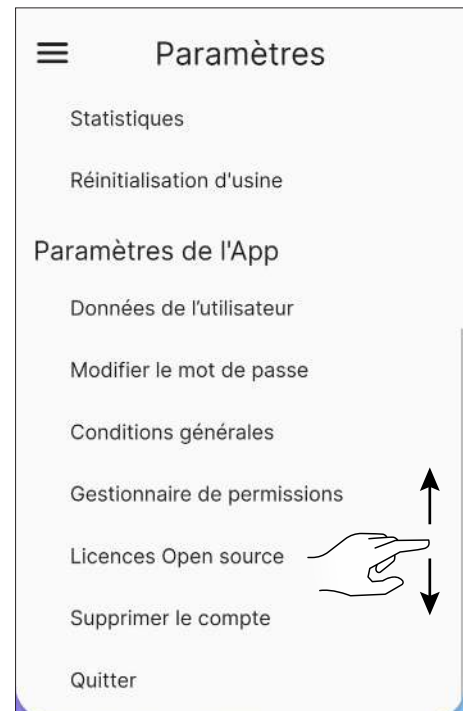 Paramètres
Statistiques
Réinitialisation d'usine
Paramètres de l'App
Données de l’utilisateur
Modifier le mot de passe
Conditions générales
Gestionnaire de permissions
Licences Open source
Supprimer le compte
Quitter